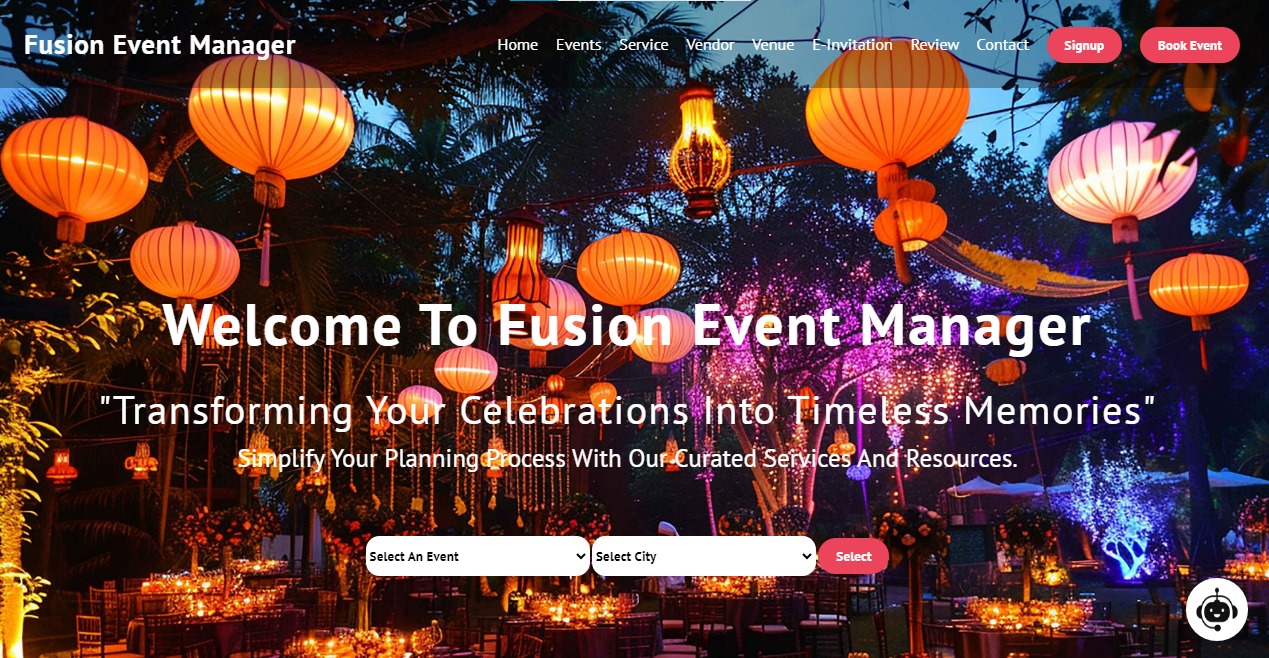 Fusion Event Manager
Home Events Service Vendor Venue E-Invitation Review Contact Signup Book Event
Welcome To Fusion Event Manager
"Transforming Your Celebrations Into Timeless Memories"
Simplify Your Planning Process With Our Curated Services And Resources.
Select An Event Select City Select